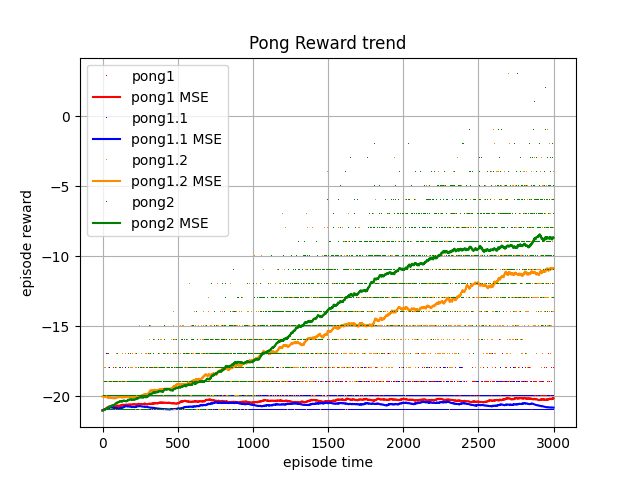 Pong Reward trend
pong1
pong1 MSE
pong1.1
pong1.1 MSE
pong1.2
pong1.2 MSE
pong2
pong2 MSE
episode reward
0
−5
−10
−15
−20
0 500 1000 1500 2000 2500 3000
episode time